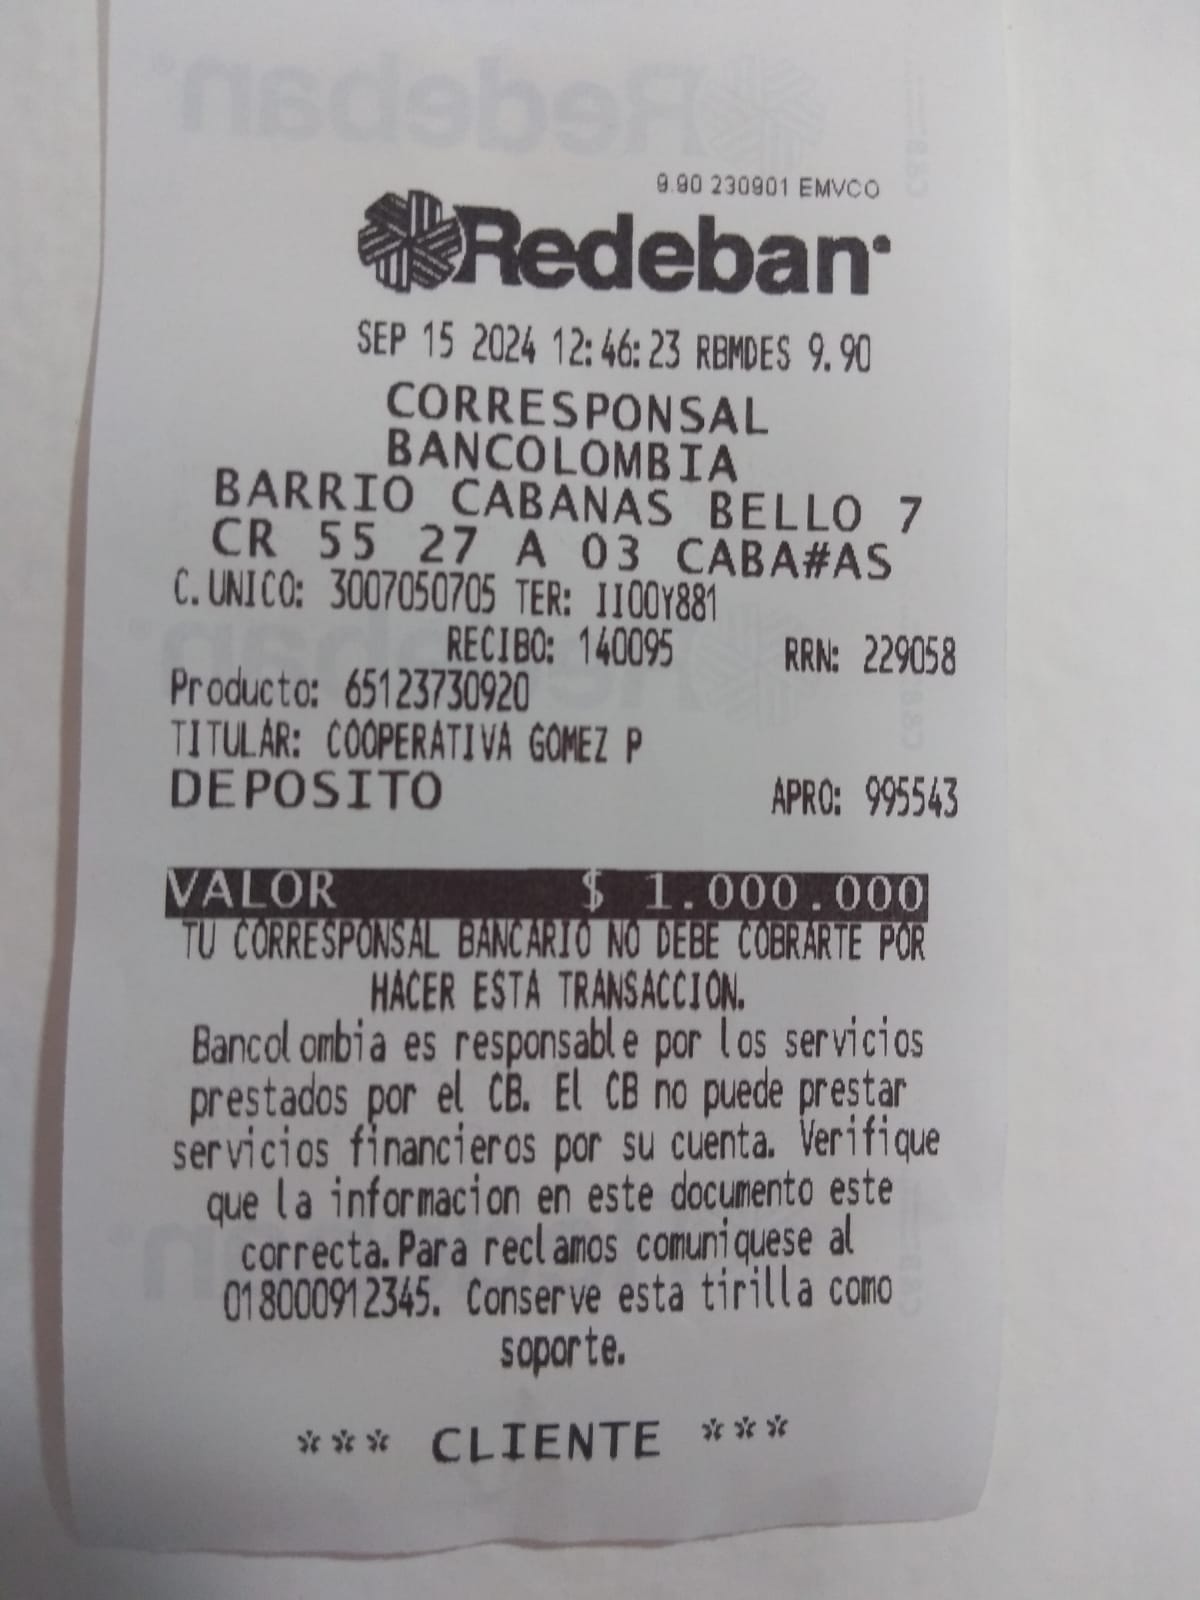 9.90 230901 EMVCO
Redeban
SEP 15 2024 12:46:23 RBMDES 9.90
CORRESPONSAL
BANCOLOMBIA
BARRIO CABANAS BELLO 7
CR 55 27 A 03 CABA#AS
C.UNICO: 3007050705 TER: II00Y881
RECIBO: 140095 RRN: 229058
Producto: 65123730920
TITULAR: COOPERATIVA GOMEZ P
DEPOSITO APRO: 995543
VALOR $ 1.000.000
TU CORRESPONSAL BANCARIO NO DEBE COBRARTE POR
HACER ESTA TRANSACCION.
Bancolombia es responsable por los servicios
prestados por el CB. El CB no puede prestar
servicios financieros por su cuenta. Verifique
que la informacion en este documento este
correcta.Para reclamos comuniquese al
018000912345. Conserve esta tirilla como
soporte.
*** CLIENTE ***